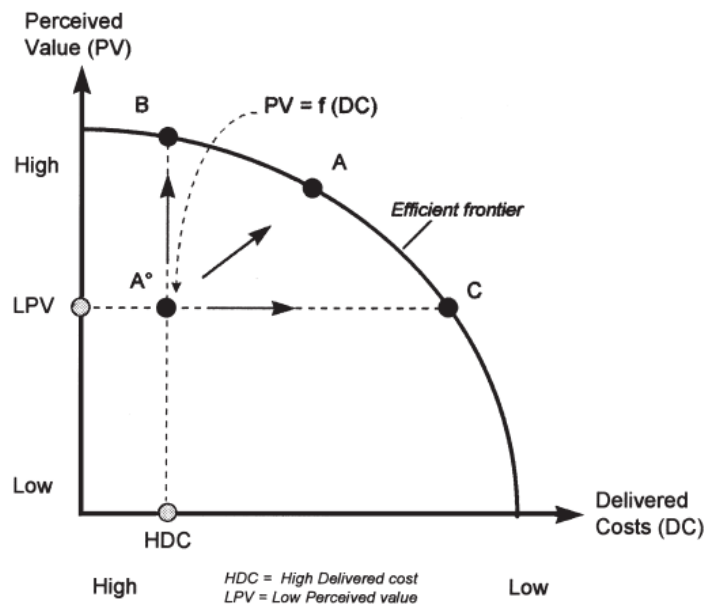 Perceived
Value (PV)
B
PV = f (DC)
High
A
Efficient frontier
A°
LPV
C
Low
Delivered
Costs (DC)
HDC
High
HDC = High Delivered cost
LPV = Low Perceived value
Low